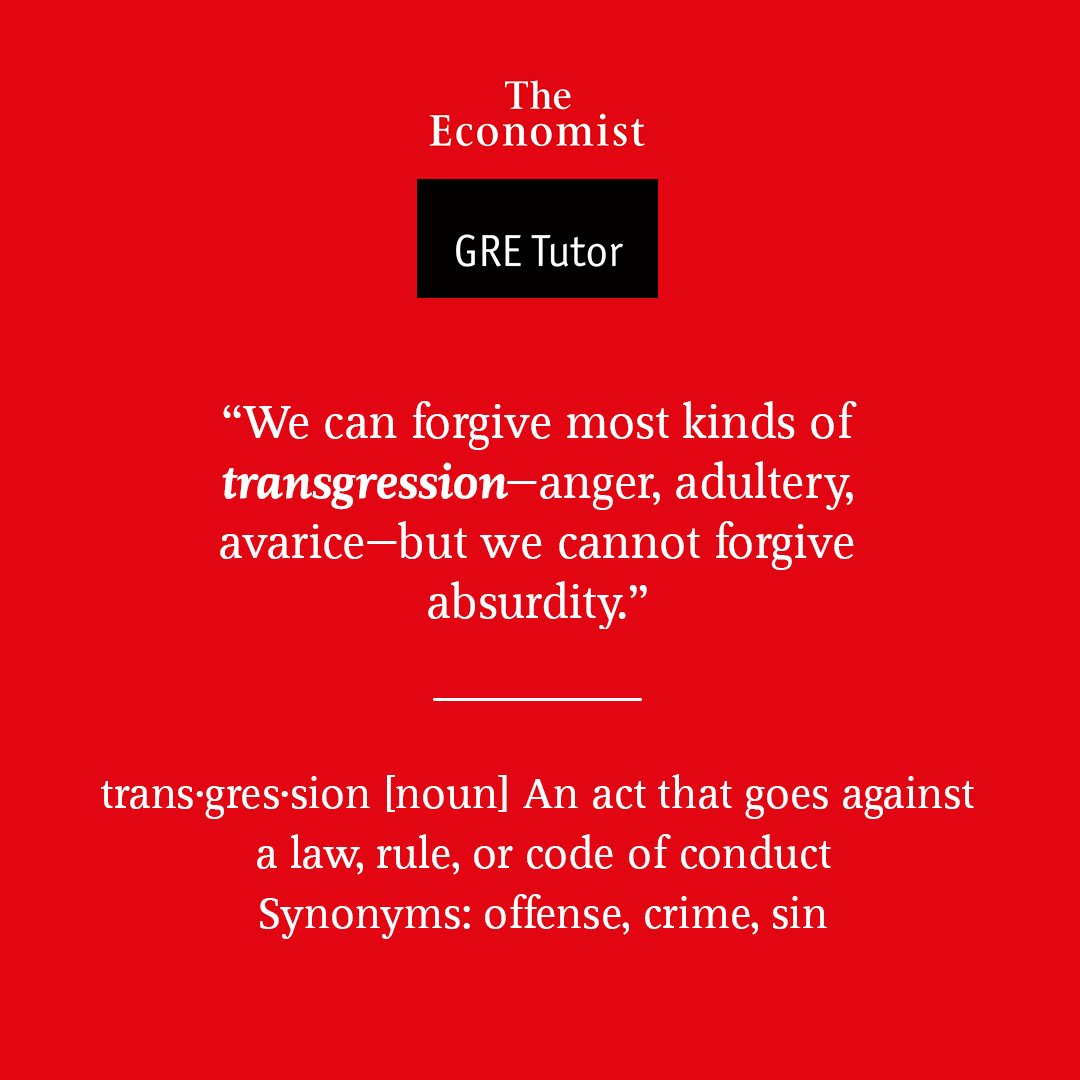 The
Economist
GRE Tutor
“We can forgive most kinds of
transgression—anger, adultery,
avarice—but we cannot forgive
absurdity.”
trans·gres·sion [noun] An act that goes against
a law, rule, or code of conduct
Synonyms: offense, crime, sin